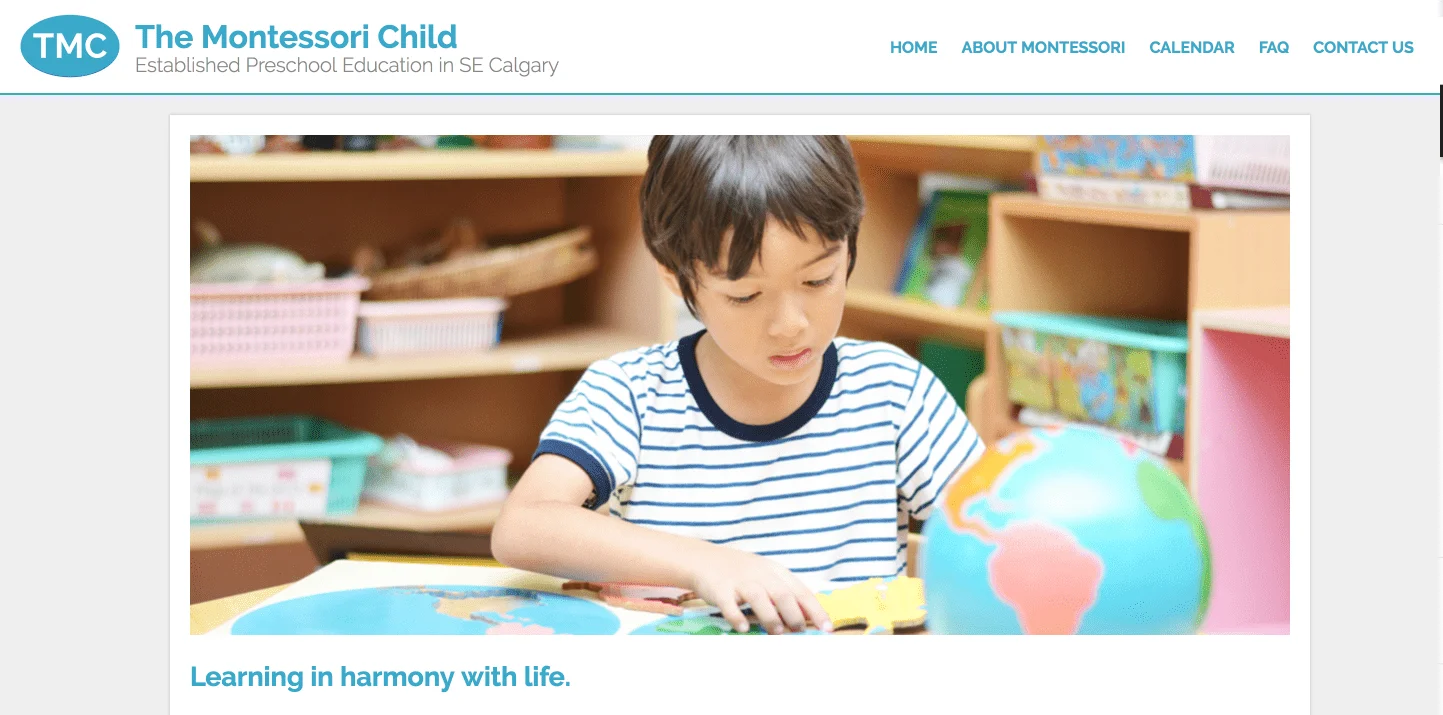 TMC
The Montessori Child
Established Preschool Education in SE Calgary
HOME ABOUT MONTESSORI CALENDAR FAQ CONTACT US
Learning in harmony with life.